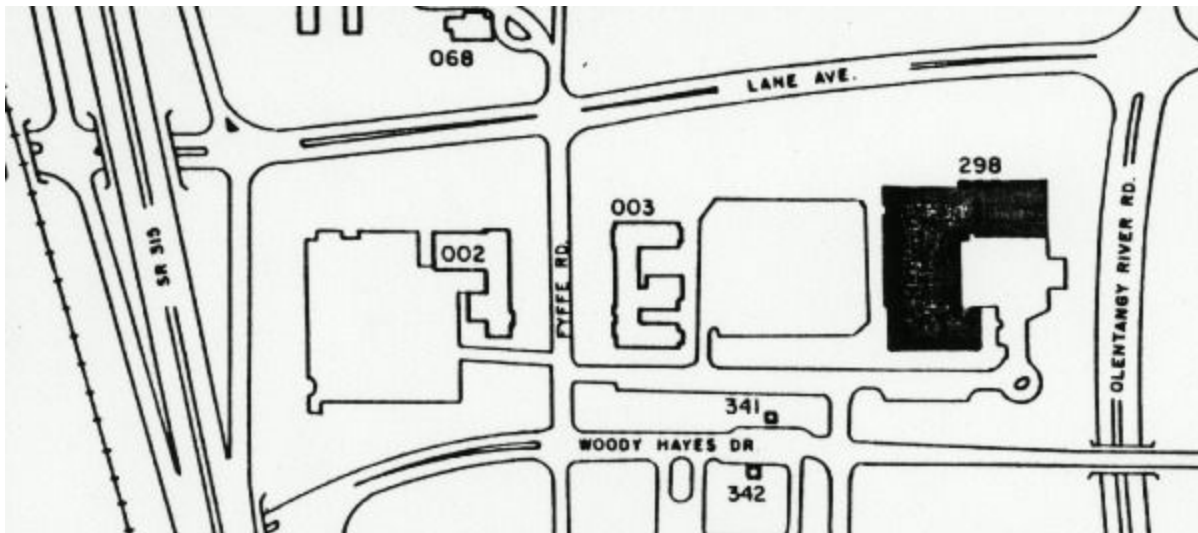 068
LANE AVE.
298
003
002
SR 315
FYFFE RD.
OLENTANGY RIVER RD.
341
WOODY HAYES DR
342